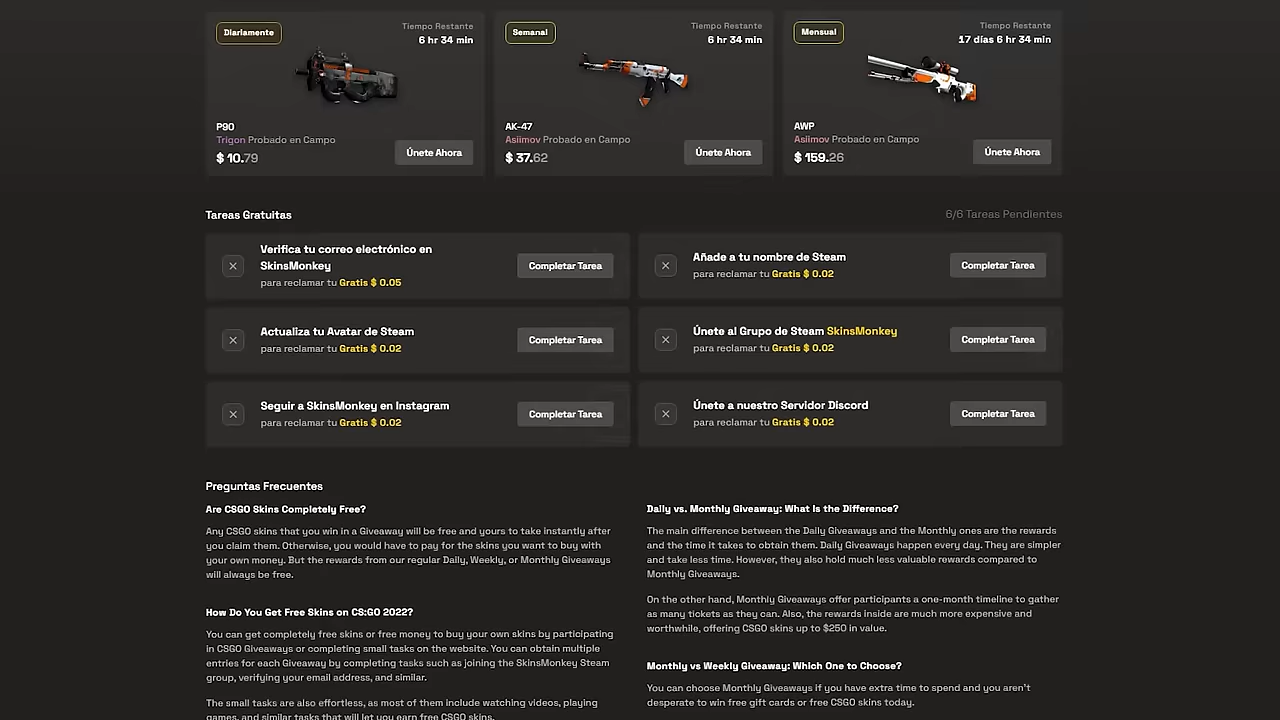 Diariamente
Tiempo Restante
6 hr 34 min
P90
Trigon Probado en Campo
$ 10.79
Únete Ahora
Semanal
Tiempo Restante
6 hr 34 min
AK-47
Asiimov Probado en Campo
$ 37.62
Únete Ahora
Mensual
Tiempo Restante
17 días 6 hr 34 min
AWP
Asiimov Probado en Campo
$ 159.26
Únete Ahora
Tareas Gratuitas
6/6 Tareas Pendientes
Verifica tu correo electrónico en
SkinsMonkey
para reclamar tu Gratis $ 0.05
Completar Tarea
Añade a tu nombre de Steam
para reclamar tu Gratis $ 0.02
Completar Tarea
Actualiza tu Avatar de Steam
para reclamar tu Gratis $ 0.02
Completar Tarea
Únete al Grupo de Steam SkinsMonkey
para reclamar tu Gratis $ 0.02
Completar Tarea
Seguir a SkinsMonkey en Instagram
para reclamar tu Gratis $ 0.02
Completar Tarea
Únete a nuestro Servidor Discord
para reclamar tu Gratis $ 0.02
Completar Tarea
Preguntas Frecuentes
Are CSGO Skins Completely Free?
Any CSGO skins that you win in a Giveaway will be free and yours to take instantly after
you claim them. Otherwise, you would have to pay for the skins you want to buy with
your own money. But the rewards from our regular Daily, Weekly, or Monthly Giveaways
will always be free.
How Do You Get Free Skins on CS:GO 2022?
You can get completely free skins or free money to buy your own skins by participating
in CSGO Giveaways or completing small tasks on the website. You can obtain multiple
entries for each Giveaway by completing tasks such as joining the SkinsMonkey Steam
group, verifying your email address, and similar.
The small tasks are also effortless, as most of them include watching videos, playing
games, and similar tasks that will let you earn free CSGO skins.
Daily vs. Monthly Giveaway: What Is the Difference?
The main difference between the Daily Giveaways and the Monthly ones are the rewards
and the time it takes to obtain them. Daily Giveaways happen every day. They are simpler
and take less time. However, they also hold much less valuable rewards compared to
Monthly Giveaways.
On the other hand, Monthly Giveaways offer participants a one-month timeline to gather
as many tickets as they can. Also, the rewards inside are much more expensive and
worthwhile, offering CSGO skins up to $250 in value.
Monthly vs Weekly Giveaway: Which One to Choose?
You can choose Monthly Giveaways if you have extra time to spend and you aren't
desperate to win free gift cards or free CSGO skins today.